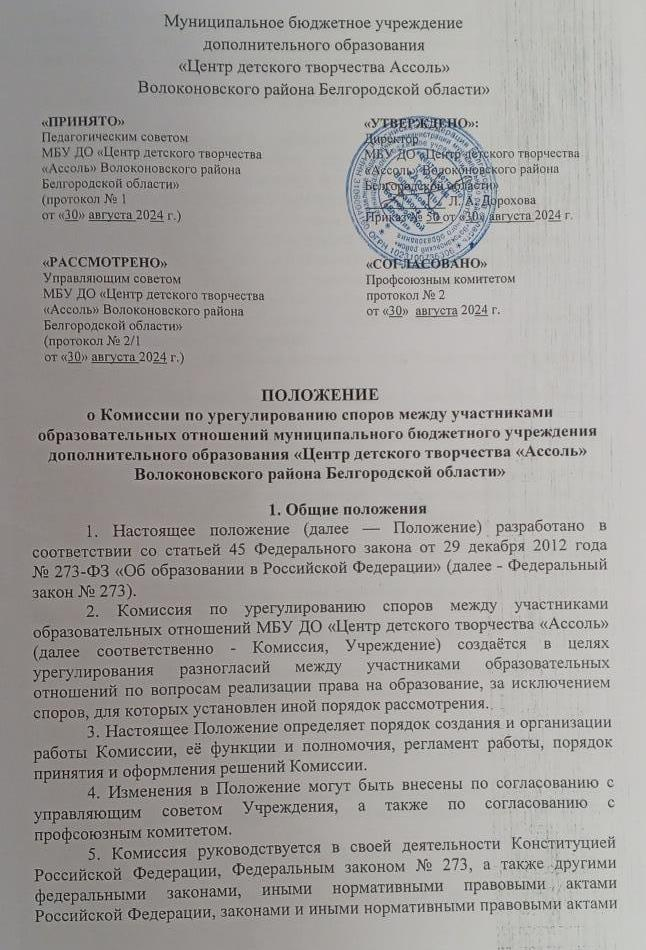 Муниципальное бюджетное учреждение
дополнительного образования
«Центр детского творчества Ассоль»
Волоконовского района Белгородской области»
«ПРИНЯТО»
Педагогическим советом
МБУ ДО «Центр детского творчества
«Ассоль» Волоконовского района
Белгородской области»
(протокол № 1
от «30» августа 2024 г.)
«УТВЕРЖДЕНО»:
Директор
МБУ ДО «Центр детского творчества
«Ассоль» Волоконовского района
Белгородской области»
Л. А. Дорохова
Приказ № 50 от «30» августа 2024 г.
«РАССМОТРЕНО»
Управляющим советом
МБУ ДО «Центр детского творчества
«Ассоль» Волоконовского района
Белгородской области»
(протокол № 2/1
от «30» августа 2024 г.)
«СОГЛАСОВАНО»
Профсоюзным комитетом
протокол № 2
от «30» августа 2024 г.
ПОЛОЖЕНИЕ
о Комиссии по урегулированию споров между участниками
образовательных отношений муниципального бюджетного учреждения
дополнительного образования «Центр детского творчества «Ассоль»
Волоконовского района Белгородской области»
1. Общие положения
1. Настоящее положение (далее — Положение) разработано в
соответствии со статьей 45 Федерального закона от 29 декабря 2012 года
№ 273-ФЗ «Об образовании в Российской Федерации» (далее - Федеральный
закон № 273).
2. Комиссия по урегулированию споров между участниками
образовательных отношений МБУ ДО «Центр детского творчества «Ассоль»
(далее соответственно - Комиссия, Учреждение) создаётся в целях
урегулирования разногласий между участниками образовательных
отношений по вопросам реализации права на образование, за исключением
споров, для которых установлен иной порядок рассмотрения.
3. Настоящее Положение определяет порядок создания и организации
работы Комиссии, её функции и полномочия, регламент работы, порядок
принятия и оформления решений Комиссии.
4. Изменения в Положение могут быть внесены по согласованию с
управляющим советом Учреждения, а также по согласованию с
профсоюзным комитетом.
5. Комиссия руководствуется в своей деятельности Конституцией
Российской Федерации, Федеральным законом № 273, а также другими
федеральными законами, иными нормативными правовыми актами
Российской Федерации, законами и иными нормативными правовыми актами